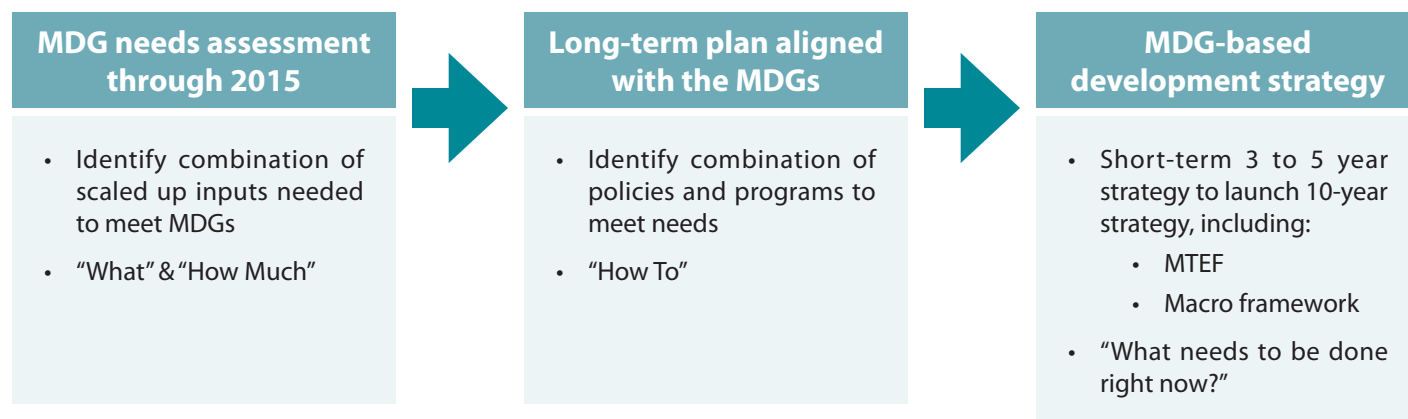 MDG needs assessment
through 2015
• Identify combination of
scaled up inputs needed
to meet MDGs
• “What” & “How Much”
Long-term plan aligned
with the MDGs
• Identify combination of
policies and programs to
meet needs
• “How To”
MDG-based
development strategy
• Short-term 3 to 5 year
strategy to launch 10-year
strategy, including:
• MTEF
• Macro framework
• “What needs to be done
right now?”